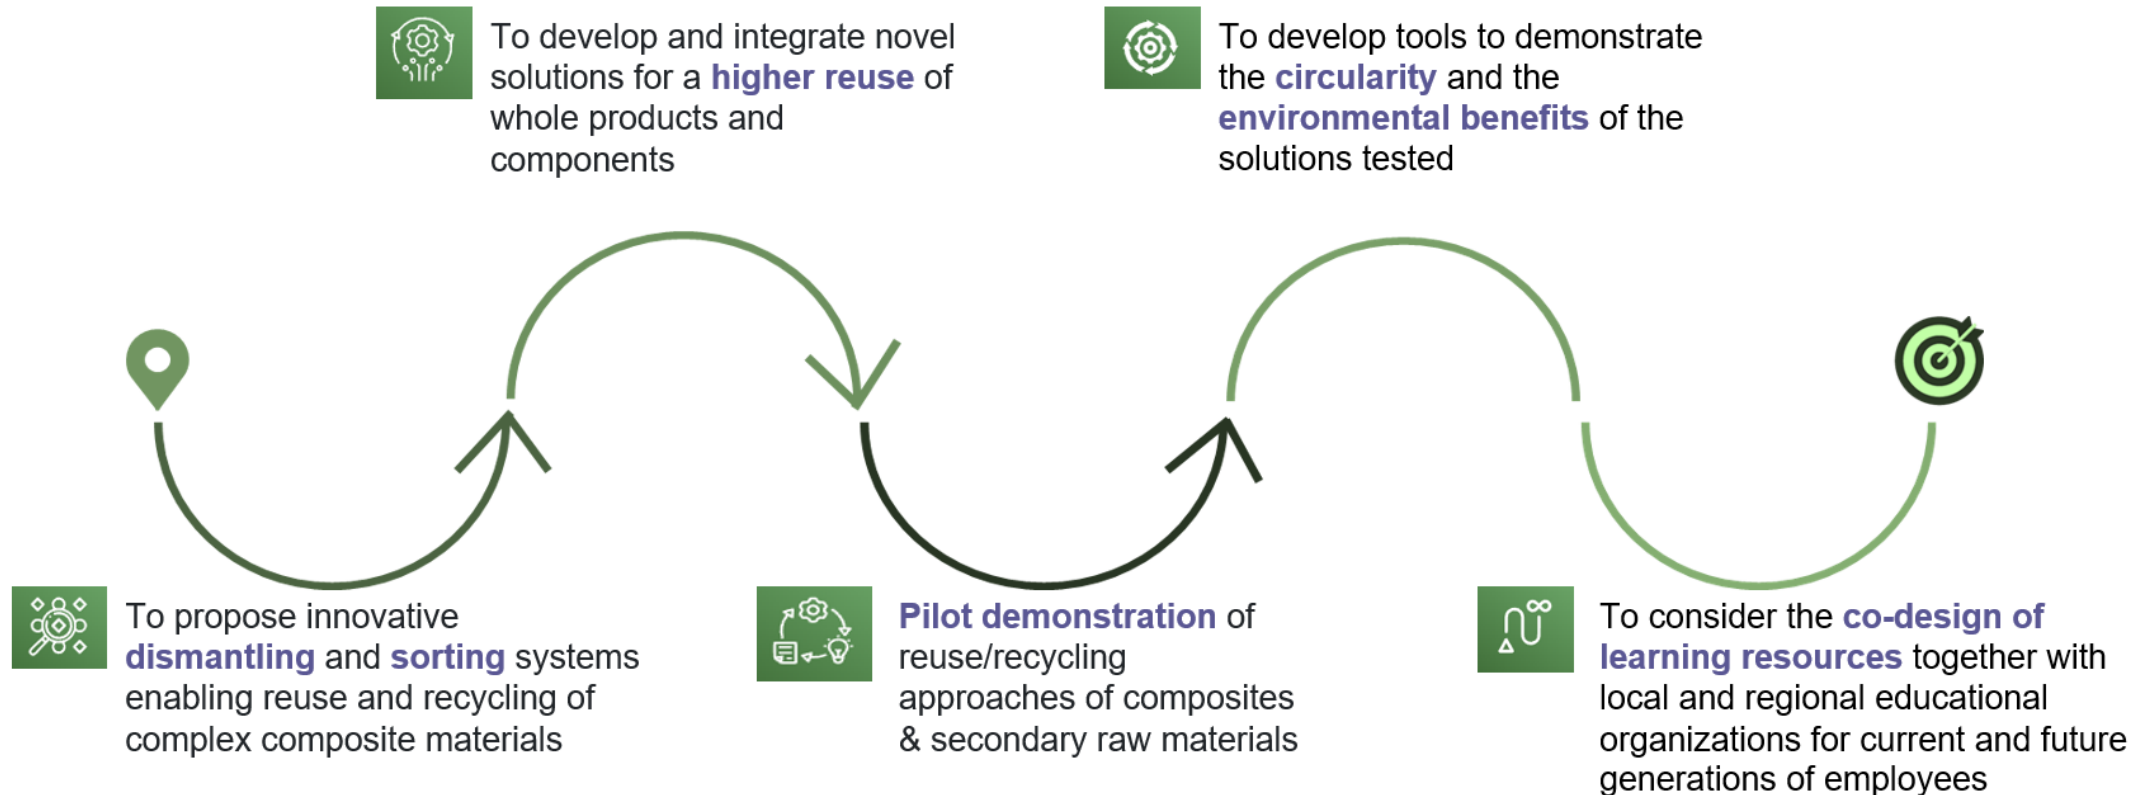 To develop and integrate novel
solutions for a higher reuse of
whole products and
components
To develop tools to demonstrate
the circularity and the
environmental benefits of the
solutions tested
To propose innovative
dismantling and sorting systems
enabling reuse and recycling of
complex composite materials
Pilot demonstration of
reuse/recycling
approaches of composites
& secondary raw materials
To consider the co-design of
learning resources together with
local and regional educational
organizations for current and future
generations of employees